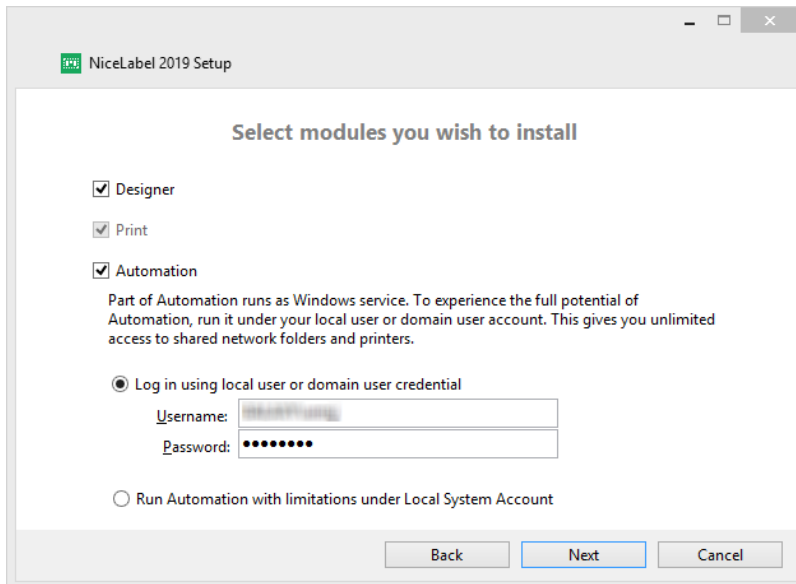 NiceLabel 2019 Setup
Select modules you wish to install
Designer
Print
Automation
Part of Automation runs as Windows service. To experience the full potential of
Automation, run it under your local user or domain user account. This gives you unlimited
access to shared network folders and printers.
Log in using local user or domain user credential
Username:
Password: ••••••••
Run Automation with limitations under Local System Account
Back Next Cancel